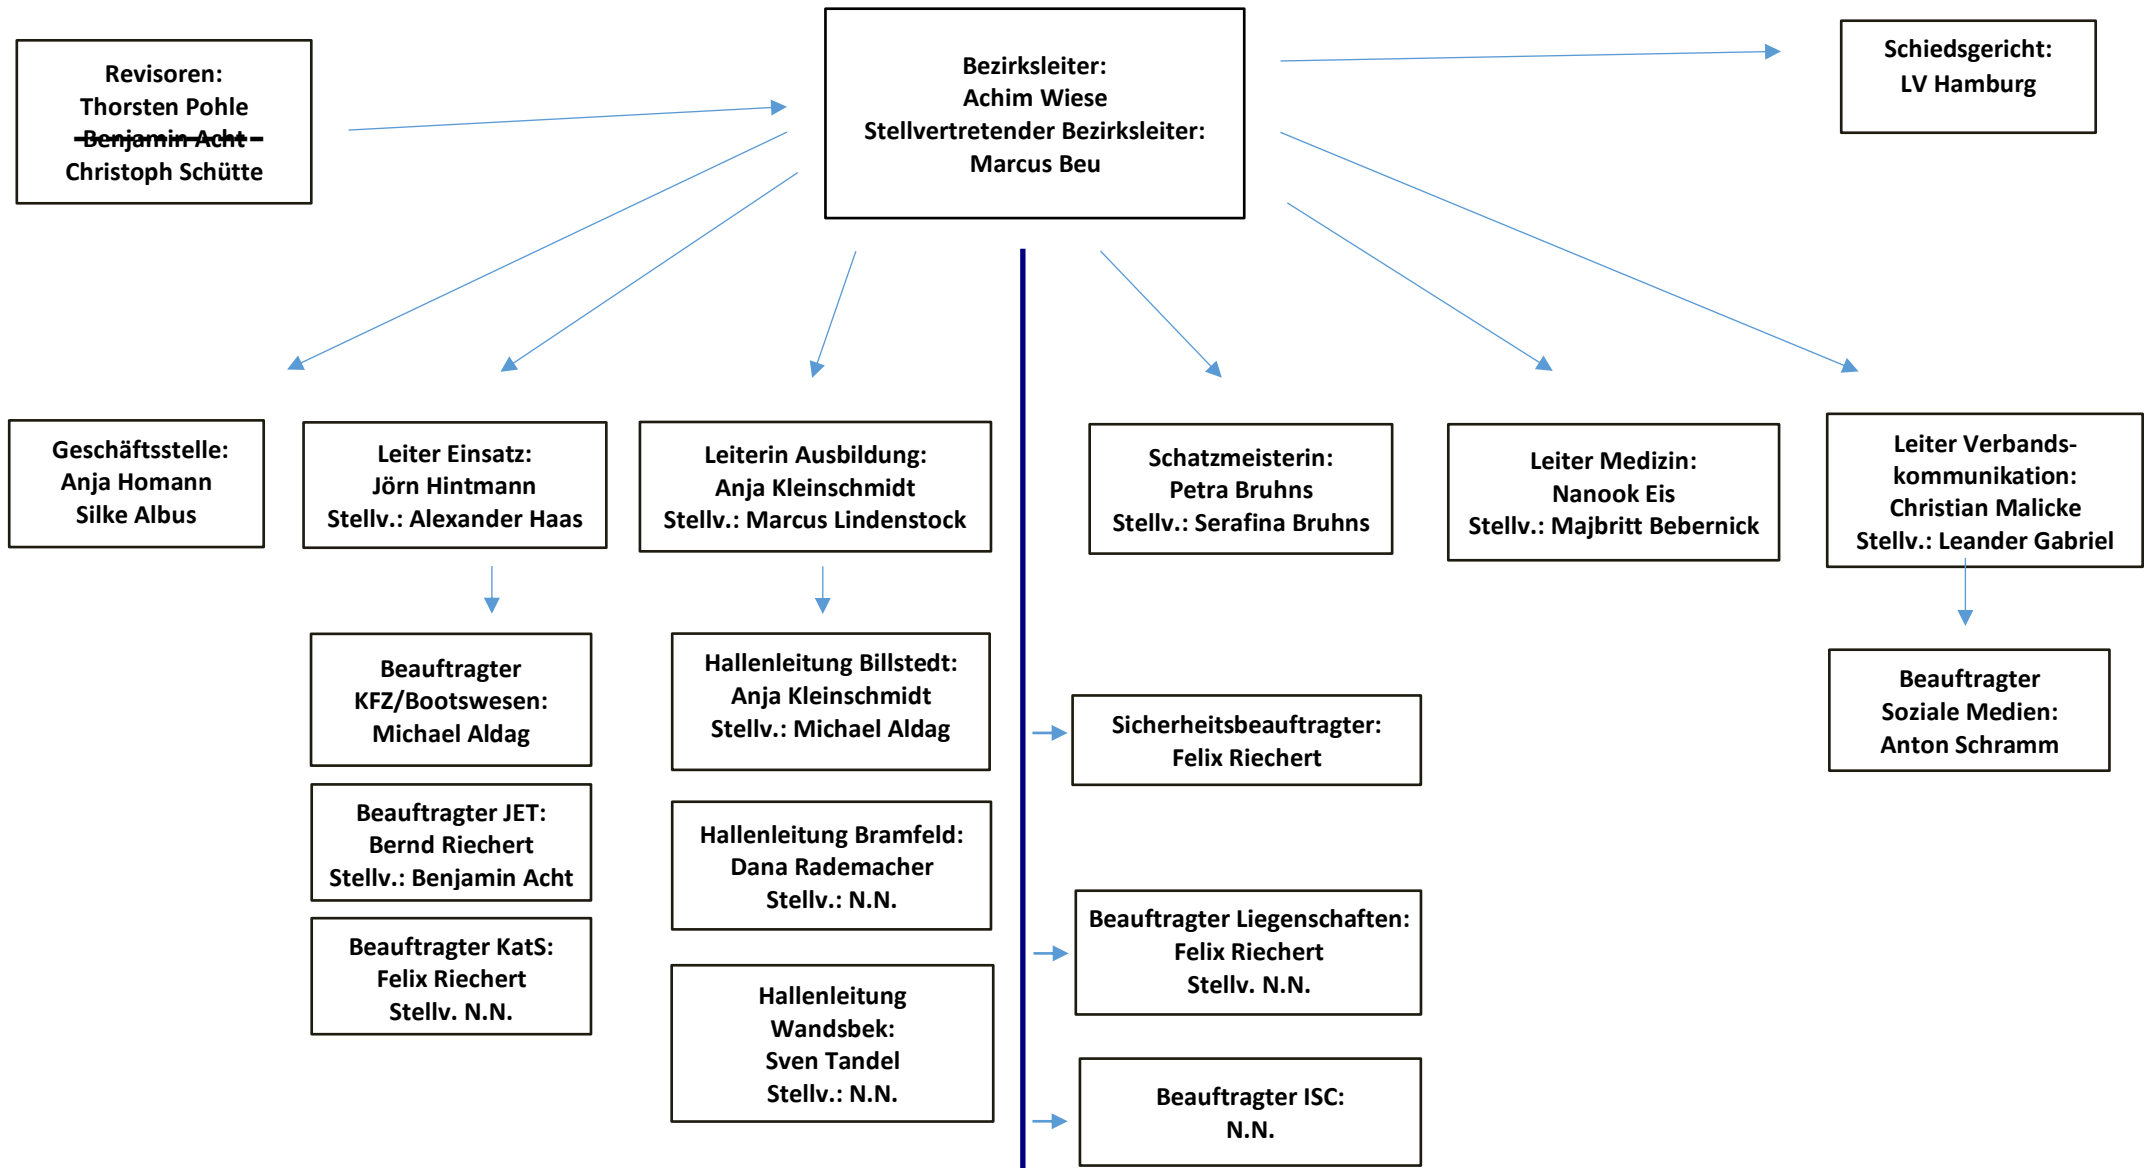 Revisoren:
Thorsten Pohle
Benjamin Acht
Christoph Schütte
Bezirksleiter:
Achim Wiese
Stellvertretender Bezirksleiter:
Marcus Beu
Schiedsgericht:
LV Hamburg
Geschäftsstelle:
Anja Homann
Silke Albus
Leiter Einsatz:
Jörn Hintmann
Stellv.: Alexander Haas
Leiterin Ausbildung:
Anja Kleinschmidt
Stellv.: Marcus Lindenstock
Schatzmeisterin:
Petra Bruhns
Stellv.: Serafina Bruhns
Leiter Medizin:
Nanook Eis
Stellv.: Majbritt Bebernick
Leiter Verbands-
kommunikation:
Christian Malicke
Stellv.: Leander Gabriel
Beauftragter
KFZ/Bootswesen:
Michael Aldag
Beauftragter JET:
Bernd Riechert
Stellv.: Benjamin Acht
Beauftragter KatS:
Felix Riechert
Stellv. N.N.
Hallenleitung Billstedt:
Anja Kleinschmidt
Stellv.: Michael Aldag
Hallenleitung Bramfeld:
Dana Rademacher
Stellv.: N.N.
Hallenleitung
Wandsbek:
Sven Tandel
Stellv.: N.N.
Sicherheitsbeauftragter:
Felix Riechert
Beauftragter Liegenschaften:
Felix Riechert
Stellv. N.N.
Beauftragter ISC:
N.N.
Beauftragter
Soziale Medien:
Anton Schramm